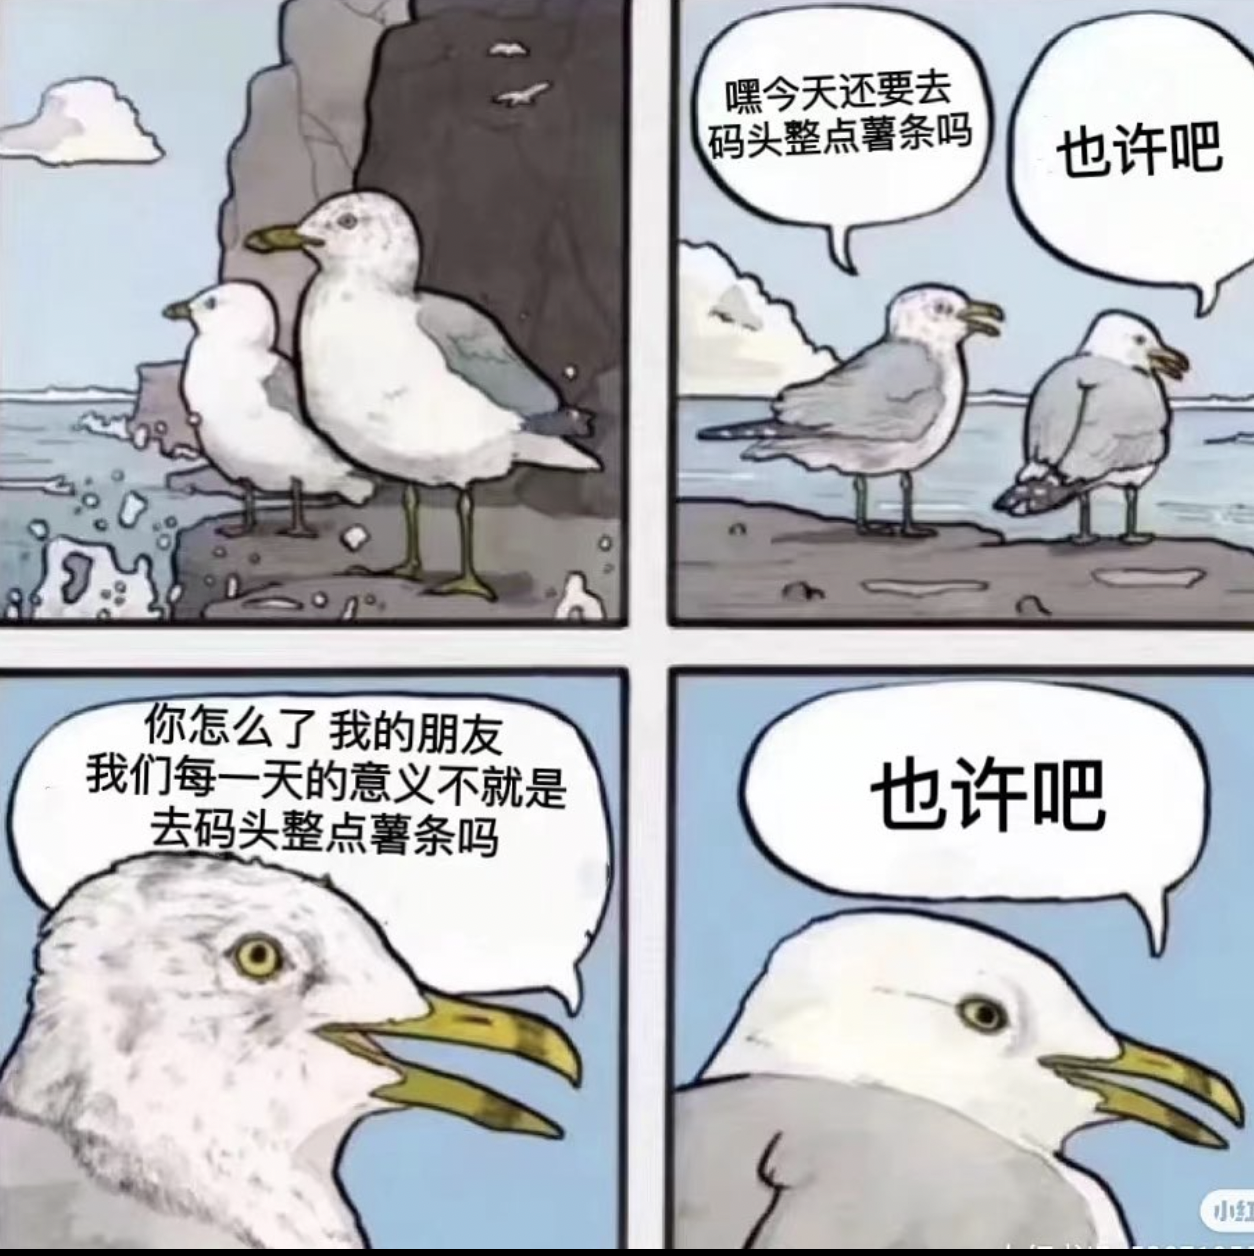 嘿今天还要去
码头整点薯条吗
也许吧
你怎么了 我的朋友
我们每一天的意义不就是
去码头整点薯条吗
也许吧